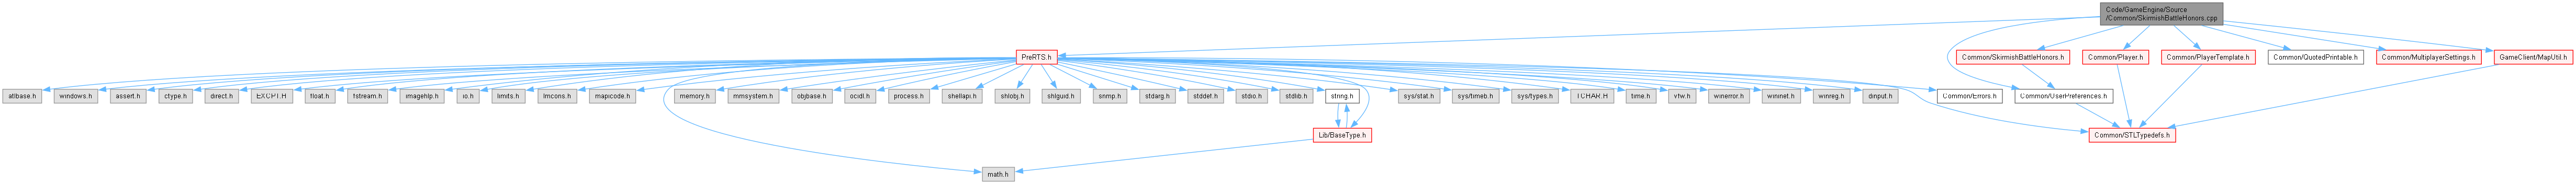 Code/GameEngine/Source
/Common/SkirmishBattleHonors.cpp
PreRTS.h
Common/SkirmishBattleHonors.h
Common/Player.h
Common/PlayerTemplate.h
Common/QuotedPrintable.h
Common/MultiplayerSettings.h
GameClient/MapUtil.h
atlbase.h
windows.h
assert.h
ctype.h
direct.h
EXCPT.H
float.h
fstream.h
imagehlp.h
io.h
limits.h
lmcons.h
mapicode.h
memory.h
mmsystem.h
objbase.h
ocidl.h
process.h
shellapi.h
shlobj.h
shlguid.h
snmp.h
stdarg.h
stddef.h
stdio.h
stdlib.h
string.h
sys/stat.h
sys/timeb.h
sys/types.h
TCHAR.H
time.h
vfw.h
winerror.h
wininet.h
winreg.h
dinput.h
Common/Errors.h
Common/UserPreferences.h
Lib/BaseType.h
Common/STLTypedefs.h
math.h